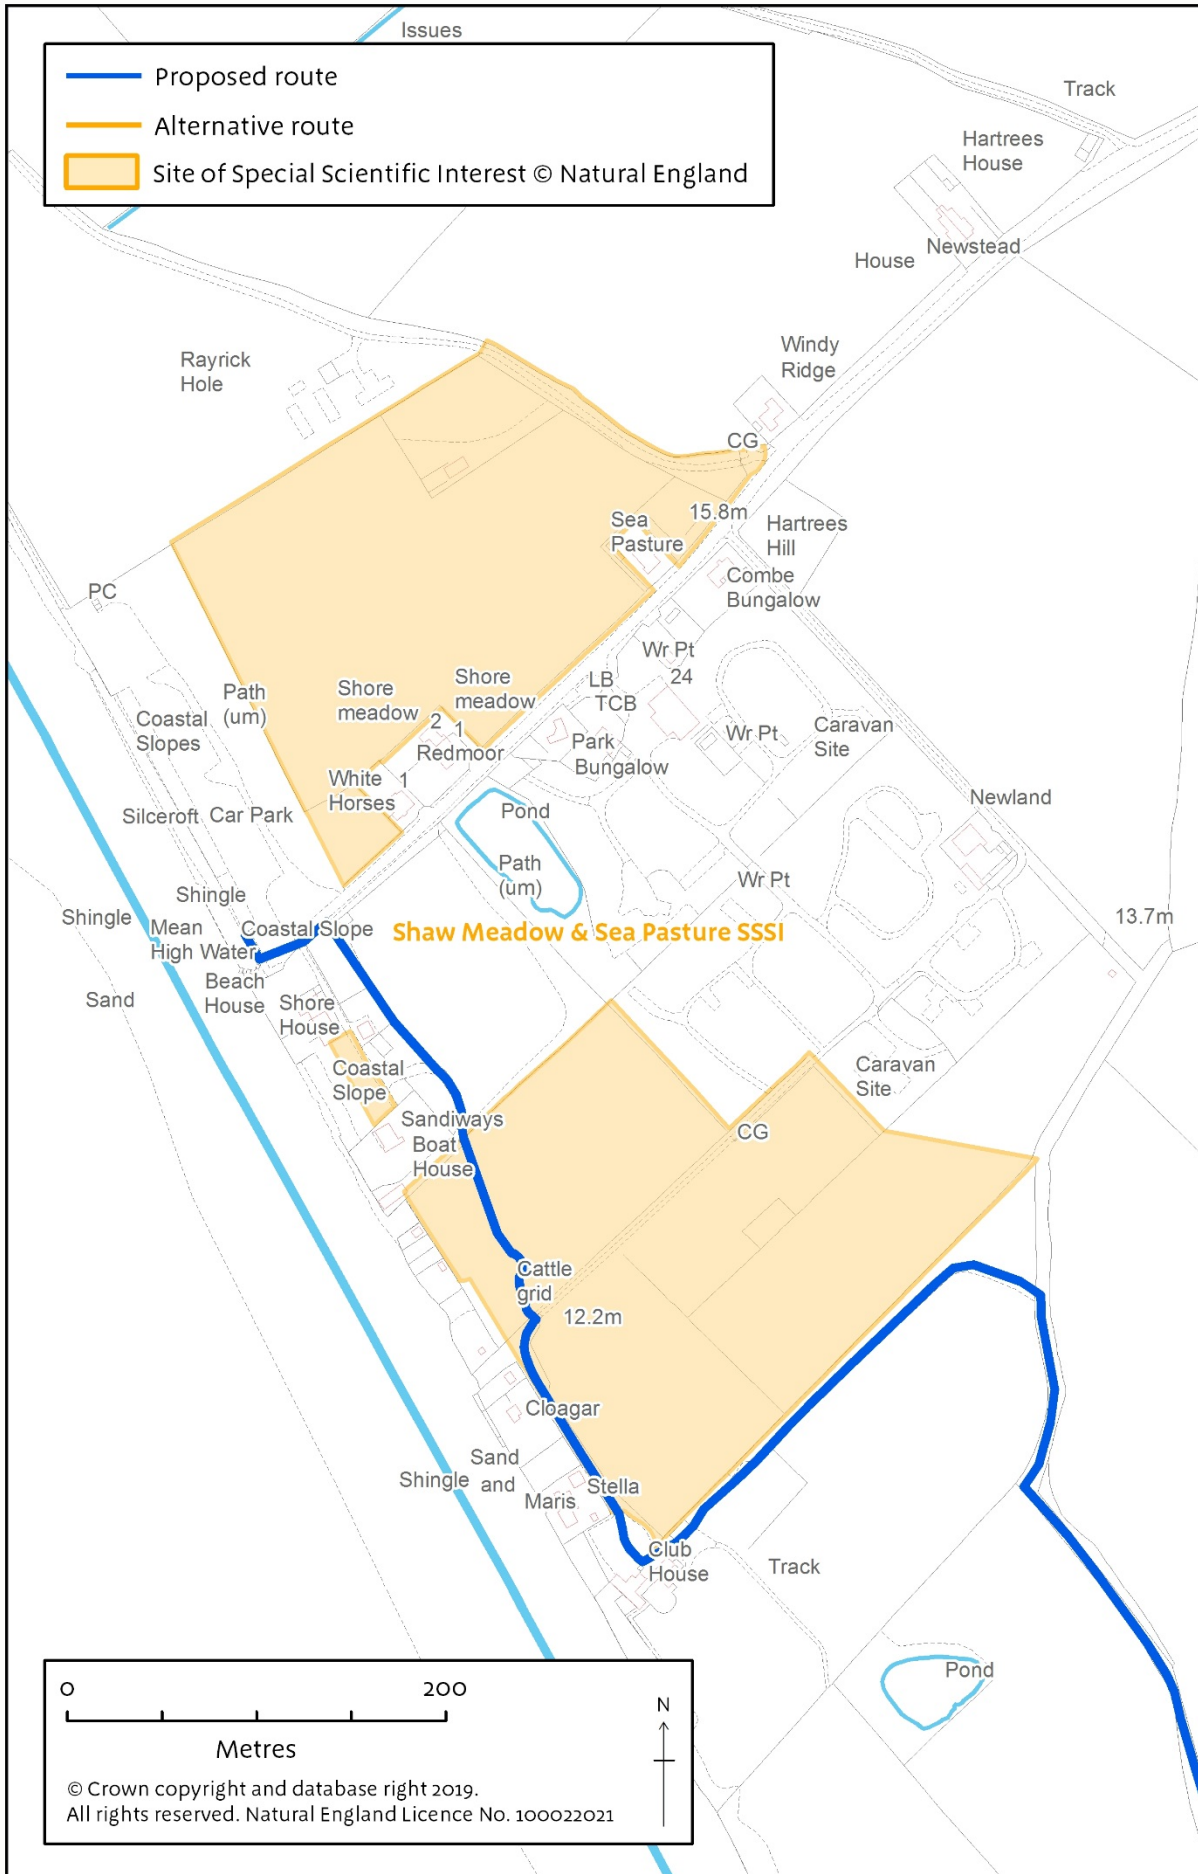 Issues
Proposed route
Alternative route
Site of Special Scientific Interest © Natural England
Track
Hartrees
House
Newstead
House
Windy
Ridge
Rayrick
Hole
CG
15.8m
Sea
Pasture
Hartrees
Hill
Combe
Bungalow
PC
Wr Pt
24
LB
TCB
Shore
meadow
Shore
meadow
2
1
Redmoor
Path
(um)
Coastal
Slopes
Park
Bungalow
Wr Pt
Caravan
Site
White
Horses
1
Newland
Silceroft
Car Park
Pond
Path
(um)
Wr Pt
Shingle
Shingle
Mean
High Water
Coastal Slope
Shaw Meadow & Sea Pasture SSSI
13.7m
Beach
House
Sand
Shore
House
Coastal
Slope
Caravan
Site
Sandiways
Boat
House
CG
Cattle
grid
12.2m
Cloagar
Sand
and
Shingle
Stella
Maris
Club
House
Track
Pond
0
200
Metres
N
© Crown copyright and database right 2019.
All rights reserved. Natural England Licence No. 100022021